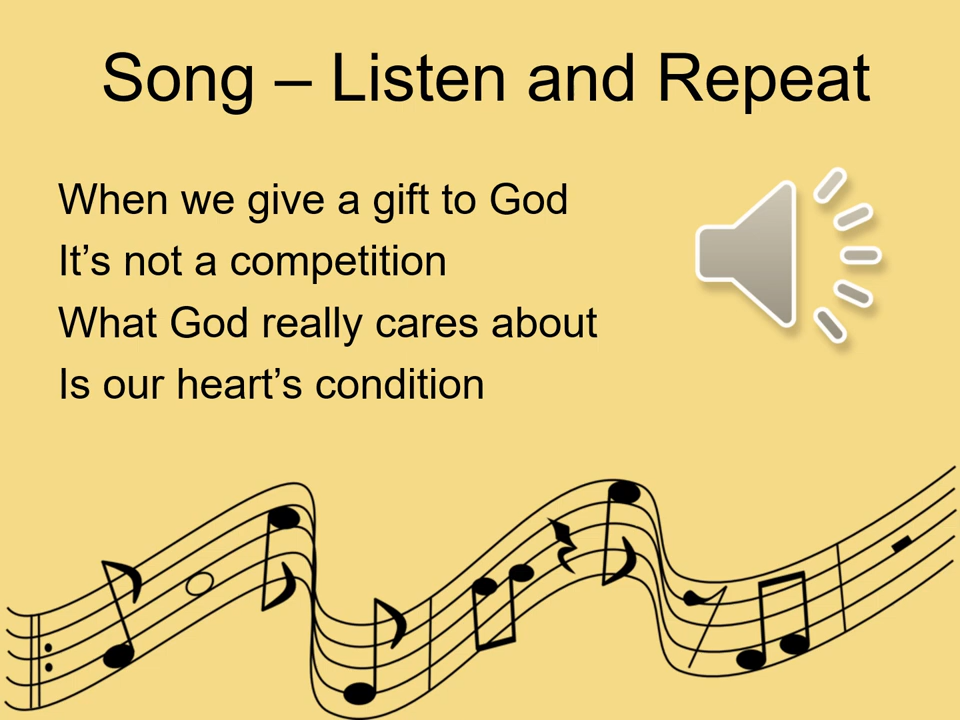 Song – Listen and Repeat
When we give a gift to God
It’s not a competition
What God really cares about
Is our heart’s condition